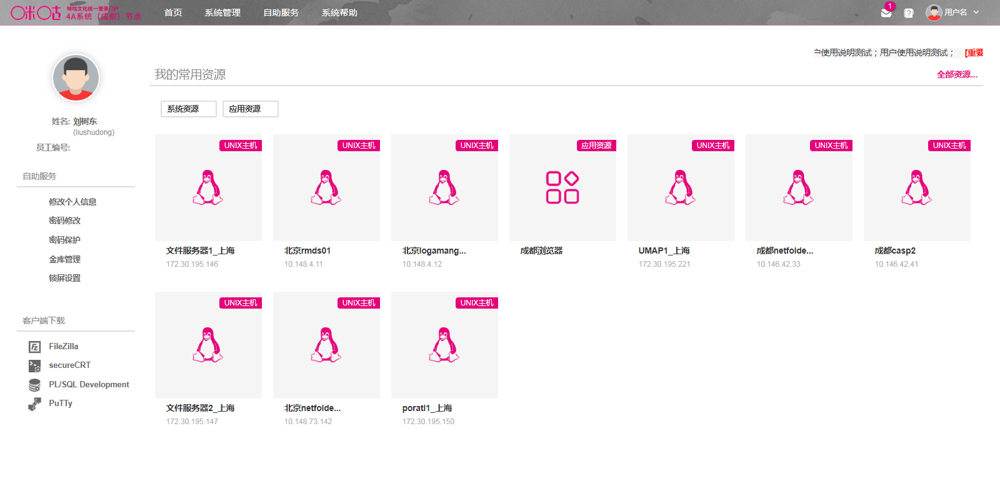 咪咕 咪咕文化统一登录门户
4A系统（成都）节点
首页 系统管理 自助服务 系统帮助
1
用户名
户使用说明测试；用户使用说明测试； [重要
我的常用资源
全部资源...
系统资源 应用资源
姓名: 刘树东
(liushudong)
员工编号:
自助服务
修改个人信息
密码修改
密码保护
金库管理
锁屏设置
客户端下载
FileZilla
secureCRT
PL/SQL Development
PuTTy
UNIX主机 UNIX主机 UNIX主机 应用资源 UNIX主机 UNIX主机 UNIX主机
文件服务器1_上海 北京rmds01 北京logamang... 成都浏览器 UMAP1_上海 成都netfolde... 成都casp2
172.30.195.146 10.148.4.11 10.148.4.12 172.30.195.221 10.146.42.33 10.146.42.41
UNIX主机 UNIX主机 UNIX主机
文件服务器2_上海 北京netfolde... poratl1_上海
172.30.195.147 10.148.73.142 172.30.195.150